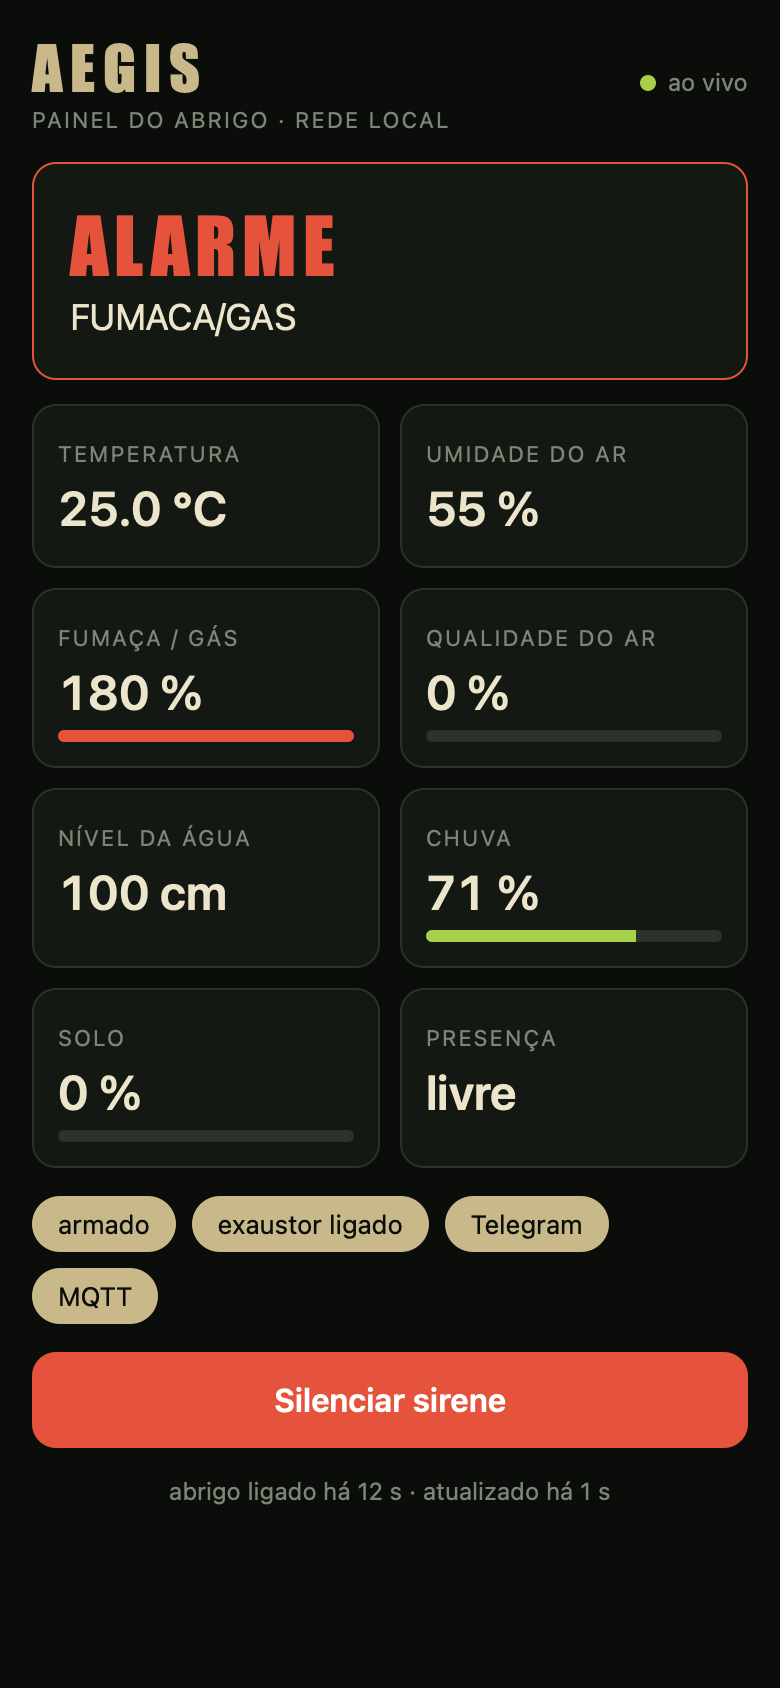 AEGIS
ao vivo
PAINEL DO ABRIGO · REDE LOCAL
ALARME
FUMACA/GAS
TEMPERATURA
25.0 °C
UMIDADE DO AR
55 %
FUMAÇA / GÁS
180 %
QUALIDADE DO AR
0 %
NÍVEL DA ÁGUA
100 cm
CHUVA
71 %
SOLO
0 %
PRESENÇA
livre
armado
exaustor ligado
Telegram
MQTT
Silenciar sirene
abrigo ligado há 12 s · atualizado há 1 s